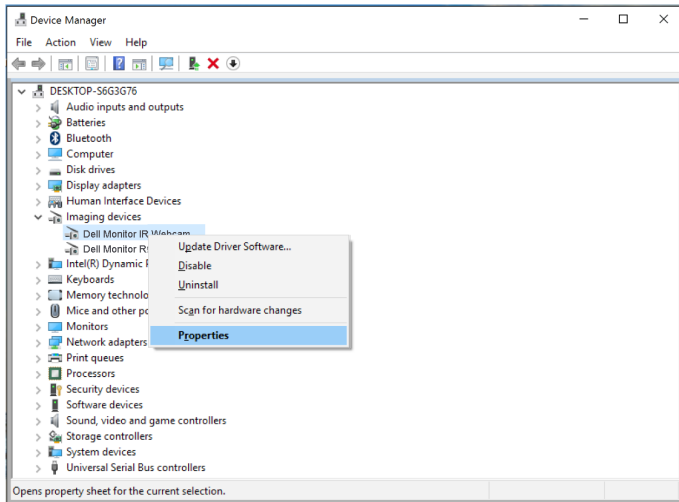 Device Manager
File Action View Help
DESKTOP-S6G3G76
Audio inputs and outputs
Batteries
Bluetooth
Computer
Disk drives
Display adapters
Human Interface Devices
Imaging devices
Dell Monitor IR Webcam
Dell Monitor
Update Driver Software...
Intel(R) Dynamic
Disable
Keyboards
Uninstall
Memory technolo
Mice and other po
Scan for hardware changes
Monitors
Properties
Network adapters
Print queues
Processors
Security devices
Software devices
Sound, video and game controllers
Storage controllers
System devices
Universal Serial Bus controllers
Opens property sheet for the current selection.